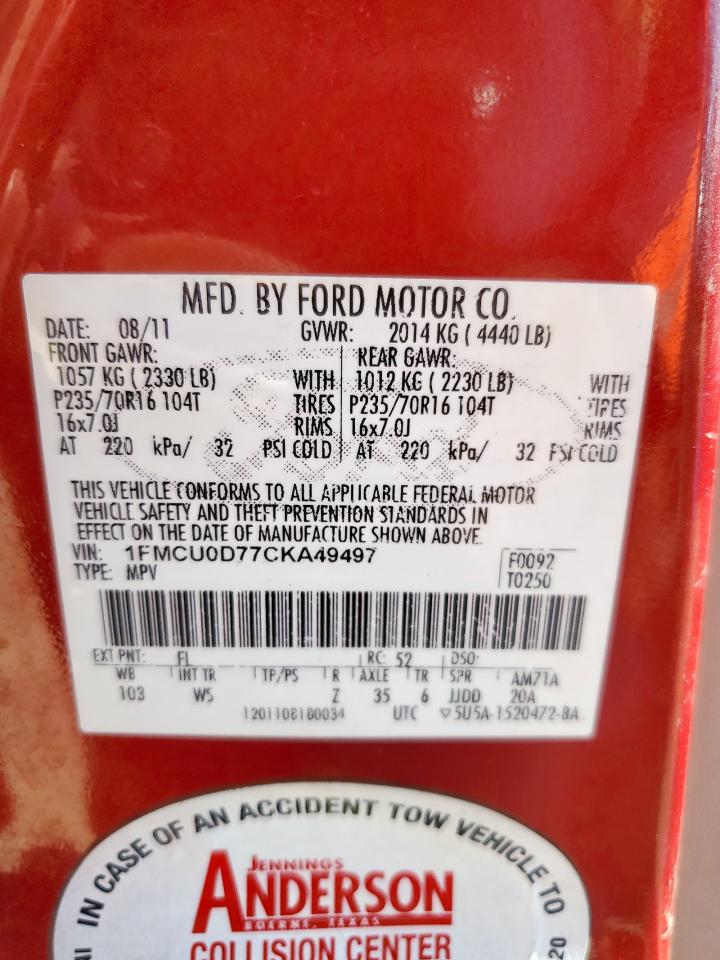 MFD. BY FORD MOTOR CO.
DATE: 08/11 GVWR: 2014 KG ( 4440 LB)
FRONT GAWR: REAR GAWR:
1057 KG ( 2330 LB) WITH 1012 KG ( 2230 LB) WITH
P235/70R16 104T TIRES P235/70R16 104T TIRES
16x7.0J RIMS 16x7.0J RIMS
AT 220 kPa/ 32 PSI COLD AT 220 kPa/ 32 PSI COLD
THIS VEHICLE CONFORMS TO ALL APPLICABLE FEDERAL MOTOR
VEHICLE SAFETY AND THEFT PREVENTION STANDARDS IN
EFFECT ON THE DATE OF MANUFACTURE SHOWN ABOVE.
VIN: 1FMCU0D77CKA49497 F0092
TYPE: MPV T0250
EXT PNT: FL RC: 52 DSO:
WB INT TR TP/PS R AXLE TR SPR AM71A
103 WS Z 35 6 JJDD 20A
1201108180034 UTC ▽5U5A-1520472-BA
IN CASE OF AN ACCIDENT TOW VEHICLE TO
JENNINGS
ANDERSON
BOERNE, TEXAS
COLLISION CENTER